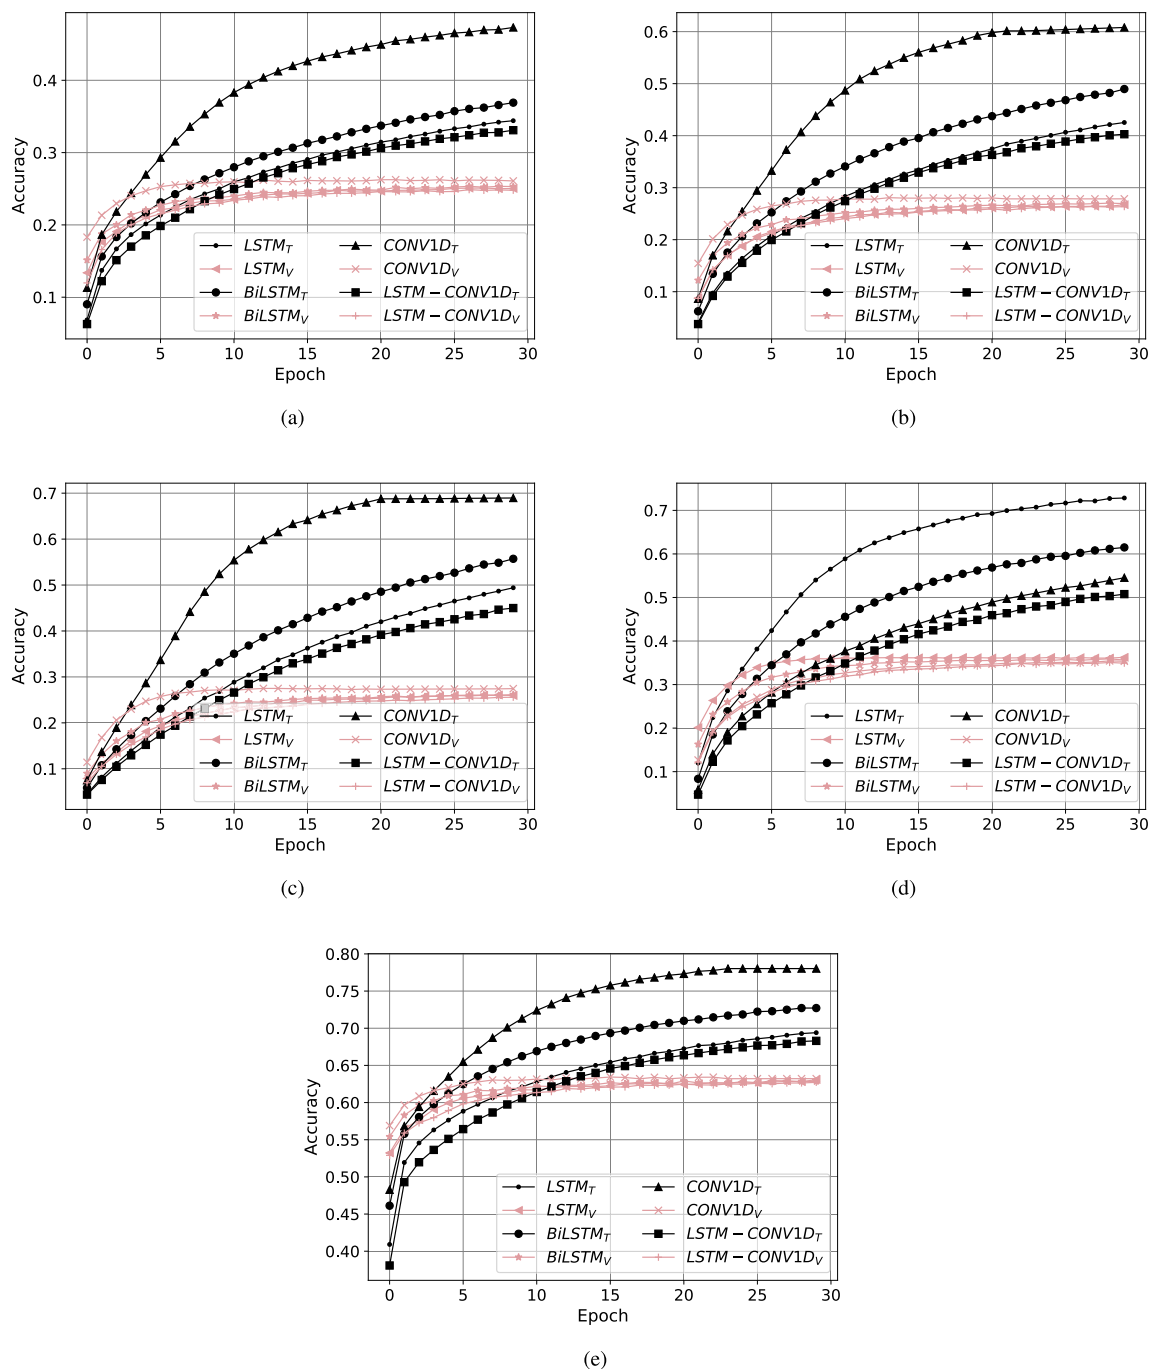 0.4
0.3
0.2
0.1
Accuracy
0 5 10 15 20 25 30
Epoch
LSTM_T CONV1D_T
LSTM_V CONV1D_V
BiLSTM_T LSTM − CONV1D_T
BiLSTM_V LSTM − CONV1D_V
(a)
0.6
0.5
0.4
0.3
0.2
0.1
Accuracy
0 5 10 15 20 25 30
Epoch
LSTM_T CONV1D_T
LSTM_V CONV1D_V
BiLSTM_T LSTM − CONV1D_T
BiLSTM_V LSTM − CONV1D_V
(b)
0.7
0.6
0.5
0.4
0.3
0.2
0.1
Accuracy
0 5 10 15 20 25 30
Epoch
LSTM_T CONV1D_T
LSTM_V CONV1D_V
BiLSTM_T LSTM − CONV1D_T
BiLSTM_V LSTM − CONV1D_V
(c)
0.7
0.6
0.5
0.4
0.3
0.2
0.1
Accuracy
0 5 10 15 20 25 30
Epoch
LSTM_T CONV1D_T
LSTM_V CONV1D_V
BiLSTM_T LSTM − CONV1D_T
BiLSTM_V LSTM − CONV1D_V
(d)
0.80
0.75
0.70
0.65
0.60
0.55
0.50
0.45
0.40
Accuracy
0 5 10 15 20 25 30
Epoch
LSTM_T CONV1D_T
LSTM_V CONV1D_V
BiLSTM_T LSTM − CONV1D_T
BiLSTM_V LSTM − CONV1D_V
(e)